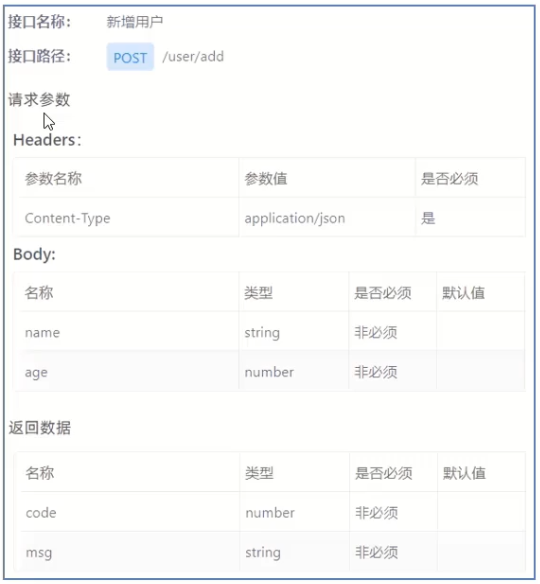 接口名称： 新增用户
接口路径： POST /user/add
请求参数
Headers：
参数名称 参数值 是否必须
Content-Type application/json 是
Body:
名称 类型 是否必须 默认值
name string 非必须
age number 非必须
返回数据
名称 类型 是否必须 默认值
code number 非必须
msg string 非必须